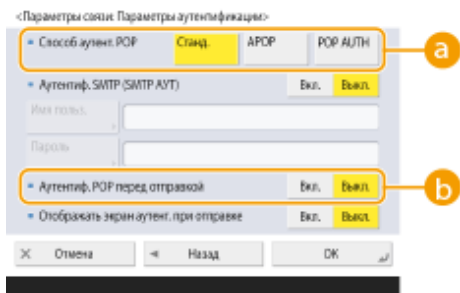 <Параметры связи: Параметры аутентификации>
Способ аутент. POP Станд. APOP POP AUTH a
Аутентиф. SMTP (SMTP АУТ) Вкл. Выкл.
Имя польз.
Пароль
Аутентиф. POP перед отправкой Вкл. Выкл. b
Отображать экран аутент. при отправке Вкл. Выкл.
× Отмена ◄ Назад OK